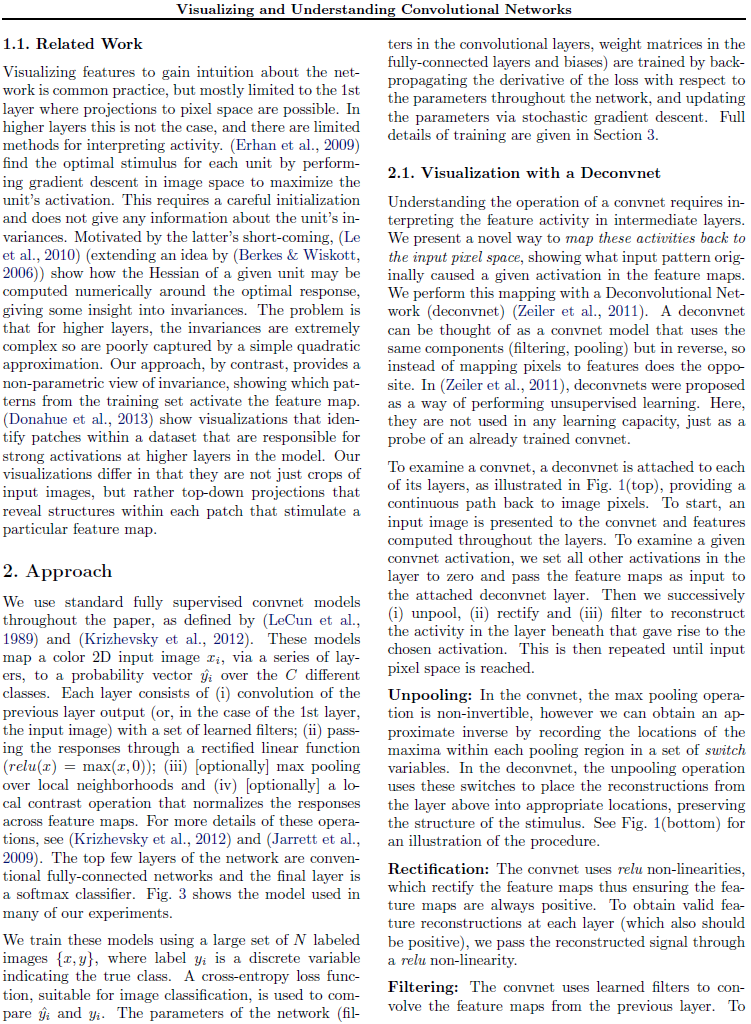 Visualizing and Understanding Convolutional Networks
1.1. Related Work
Visualizing features to gain intuition about the net-
work is common practice, but mostly limited to the 1st
layer where projections to pixel space are possible. In
higher layers this is not the case, and there are limited
methods for interpreting activity. (Erhan et al., 2009)
find the optimal stimulus for each unit by perform-
ing gradient descent in image space to maximize the
unit's activation. This requires a careful initialization
and does not give any information about the unit's in-
variances. Motivated by the latter's short-coming, (Le
et al., 2010) (extending an idea by (Berkes & Wiskott,
2006)) show how the Hessian of a given unit may be
computed numerically around the optimal response,
giving some insight into invariances. The problem is
that for higher layers, the invariances are extremely
complex so are poorly captured by a simple quadratic
approximation. Our approach, by contrast, provides a
non-parametric view of invariance, showing which pat-
terns from the training set activate the feature map.
(Donahue et al., 2013) show visualizations that iden-
tify patches within a dataset that are responsible for
strong activations at higher layers in the model. Our
visualizations differ in that they are not just crops of
input images, but rather top-down projections that
reveal structures within each patch that stimulate a
particular feature map.
2. Approach
We use standard fully supervised convnet models
throughout the paper, as defined by (LeCun et al.,
1989) and (Krizhevsky et al., 2012). These models
map a color 2D input image x_i, via a series of lay-
ers, to a probability vector ŷ_i over the C different
classes. Each layer consists of (i) convolution of the
previous layer output (or, in the case of the 1st layer,
the input image) with a set of learned filters; (ii) pass-
ing the responses through a rectified linear function
(relu(x) = max(x, 0)); (iii) [optionally] max pooling
over local neighborhoods and (iv) [optionally] a lo-
cal contrast operation that normalizes the responses
across feature maps. For more details of these opera-
tions, see (Krizhevsky et al., 2012) and (Jarrett et al.,
2009). The top few layers of the network are conven-
tional fully-connected networks and the final layer is
a softmax classifier. Fig. 3 shows the model used in
many of our experiments.
We train these models using a large set of N labeled
images {x, y}, where label y_i is a discrete variable
indicating the true class. A cross-entropy loss func-
tion, suitable for image classification, is used to com-
pare ŷ_i and y_i. The parameters of the network (fil-
ters in the convolutional layers, weight matrices in the
fully-connected layers and biases) are trained by back-
propagating the derivative of the loss with respect to
the parameters throughout the network, and updating
the parameters via stochastic gradient descent. Full
details of training are given in Section 3.
2.1. Visualization with a Deconvnet
Understanding the operation of a convnet requires in-
terpreting the feature activity in intermediate layers.
We present a novel way to map these activities back to
the input pixel space, showing what input pattern orig-
inally caused a given activation in the feature maps.
We perform this mapping with a Deconvolutional Net-
work (deconvnet) (Zeiler et al., 2011). A deconvnet
can be thought of as a convnet model that uses the
same components (filtering, pooling) but in reverse, so
instead of mapping pixels to features does the oppo-
site. In (Zeiler et al., 2011), deconvnets were proposed
as a way of performing unsupervised learning. Here,
they are not used in any learning capacity, just as a
probe of an already trained convnet.
To examine a convnet, a deconvnet is attached to each
of its layers, as illustrated in Fig. 1(top), providing a
continuous path back to image pixels. To start, an
input image is presented to the convnet and features
computed throughout the layers. To examine a given
convnet activation, we set all other activations in the
layer to zero and pass the feature maps as input to
the attached deconvnet layer. Then we successively
(i) unpool, (ii) rectify and (iii) filter to reconstruct
the activity in the layer beneath that gave rise to the
chosen activation. This is then repeated until input
pixel space is reached.
Unpooling: In the convnet, the max pooling opera-
tion is non-invertible, however we can obtain an ap-
proximate inverse by recording the locations of the
maxima within each pooling region in a set of switch
variables. In the deconvnet, the unpooling operation
uses these switches to place the reconstructions from
the layer above into appropriate locations, preserving
the structure of the stimulus. See Fig. 1(bottom) for
an illustration of the procedure.
Rectification: The convnet uses relu non-linearities,
which rectify the feature maps thus ensuring the fea-
ture maps are always positive. To obtain valid fea-
ture reconstructions at each layer (which also should
be positive), we pass the reconstructed signal through
a relu non-linearity.
Filtering: The convnet uses learned filters to con-
volve the feature maps from the previous layer. To